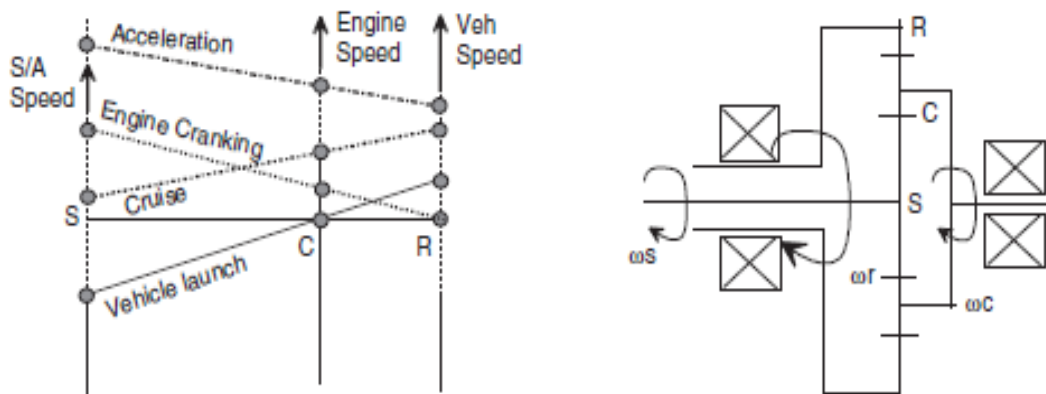 Acceleration
Engine
Speed
Veh
Speed
S/A
Speed
Engine Cranking
Cruise
S
C
R
Vehicle launch
R
C
S
ωs
ωr
ωc